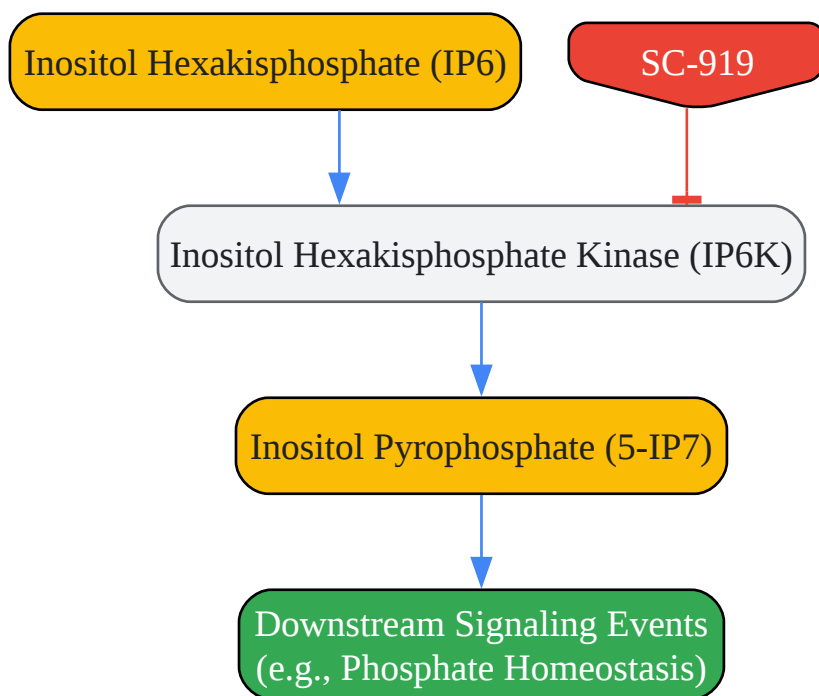 Inositol Hexakisphosphate (IP6)
SC-919
Inositol Hexakisphosphate Kinase (IP6K)
Inositol Pyrophosphate (5-IP7)
Downstream Signaling Events
(e.g., Phosphate Homeostasis)